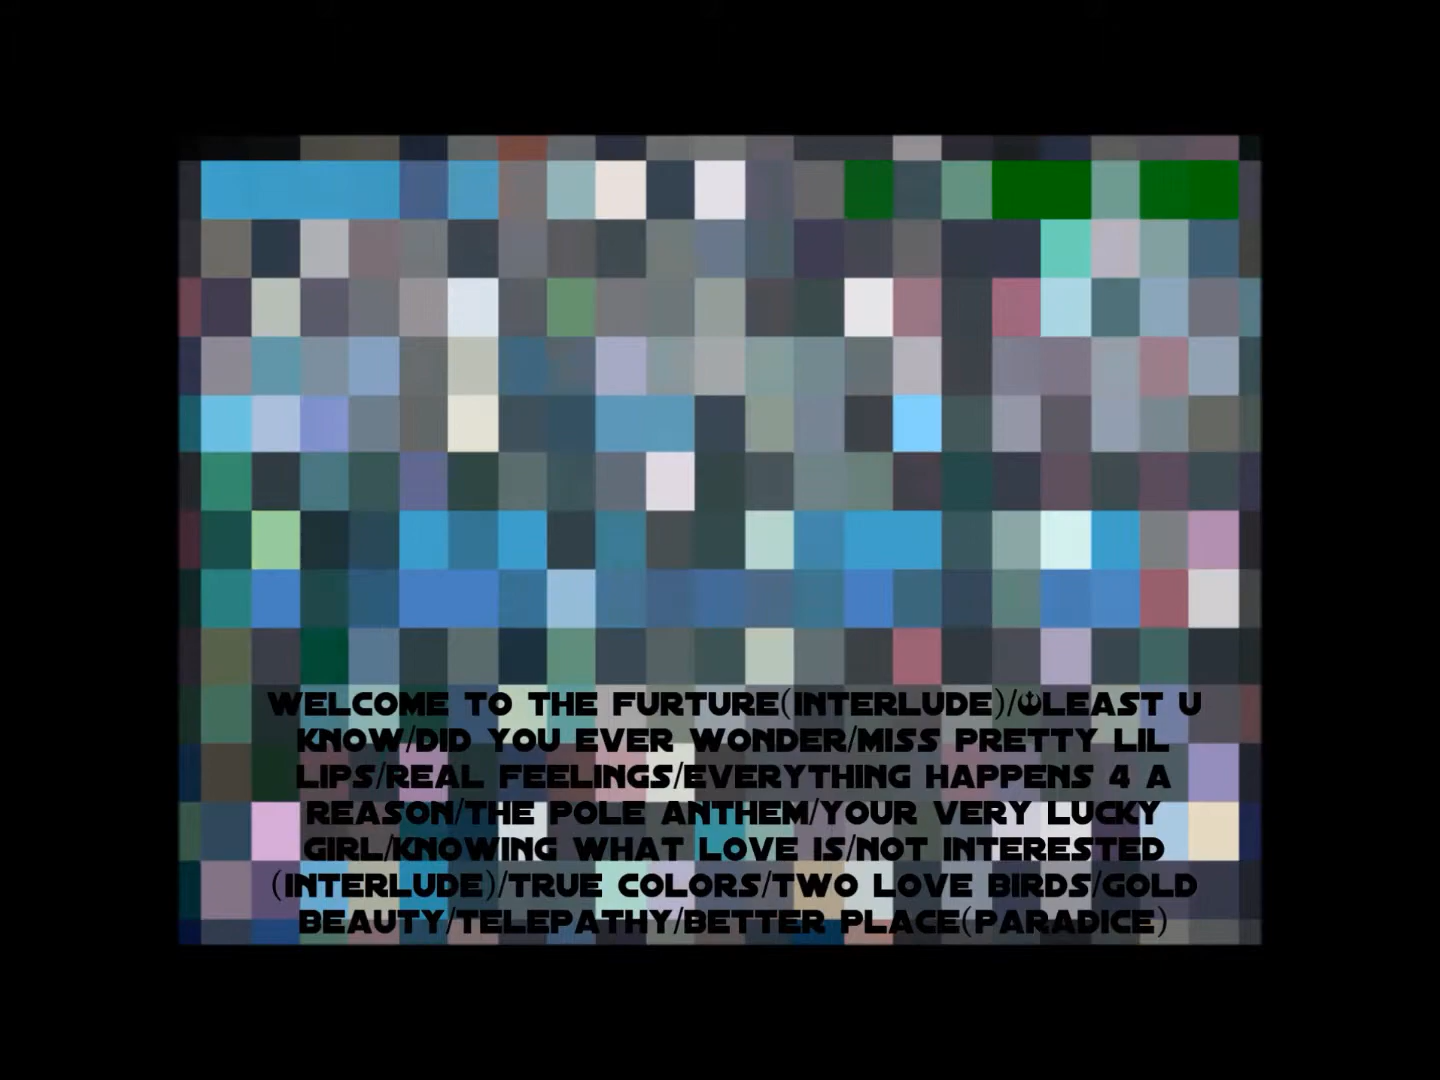 WELCOME TO THE FURTURE(INTERLUDE)/@LEAST U
KNOW/DID YOU EVER WONDER/MISS PRETTY LIL
LIPS/REAL FEELINGS/EVERYTHING HAPPENS 4 A
REASON/THE POLE ANTHEM/YOUR VERY LUCKY
GIRL/KNOWING WHAT LOVE IS/NOT INTERESTED
(INTERLUDE)/TRUE COLORS/TWO LOVE BIRDS/GOLD
BEAUTY/TELEPATHY/BETTER PLACE(PARADICE)